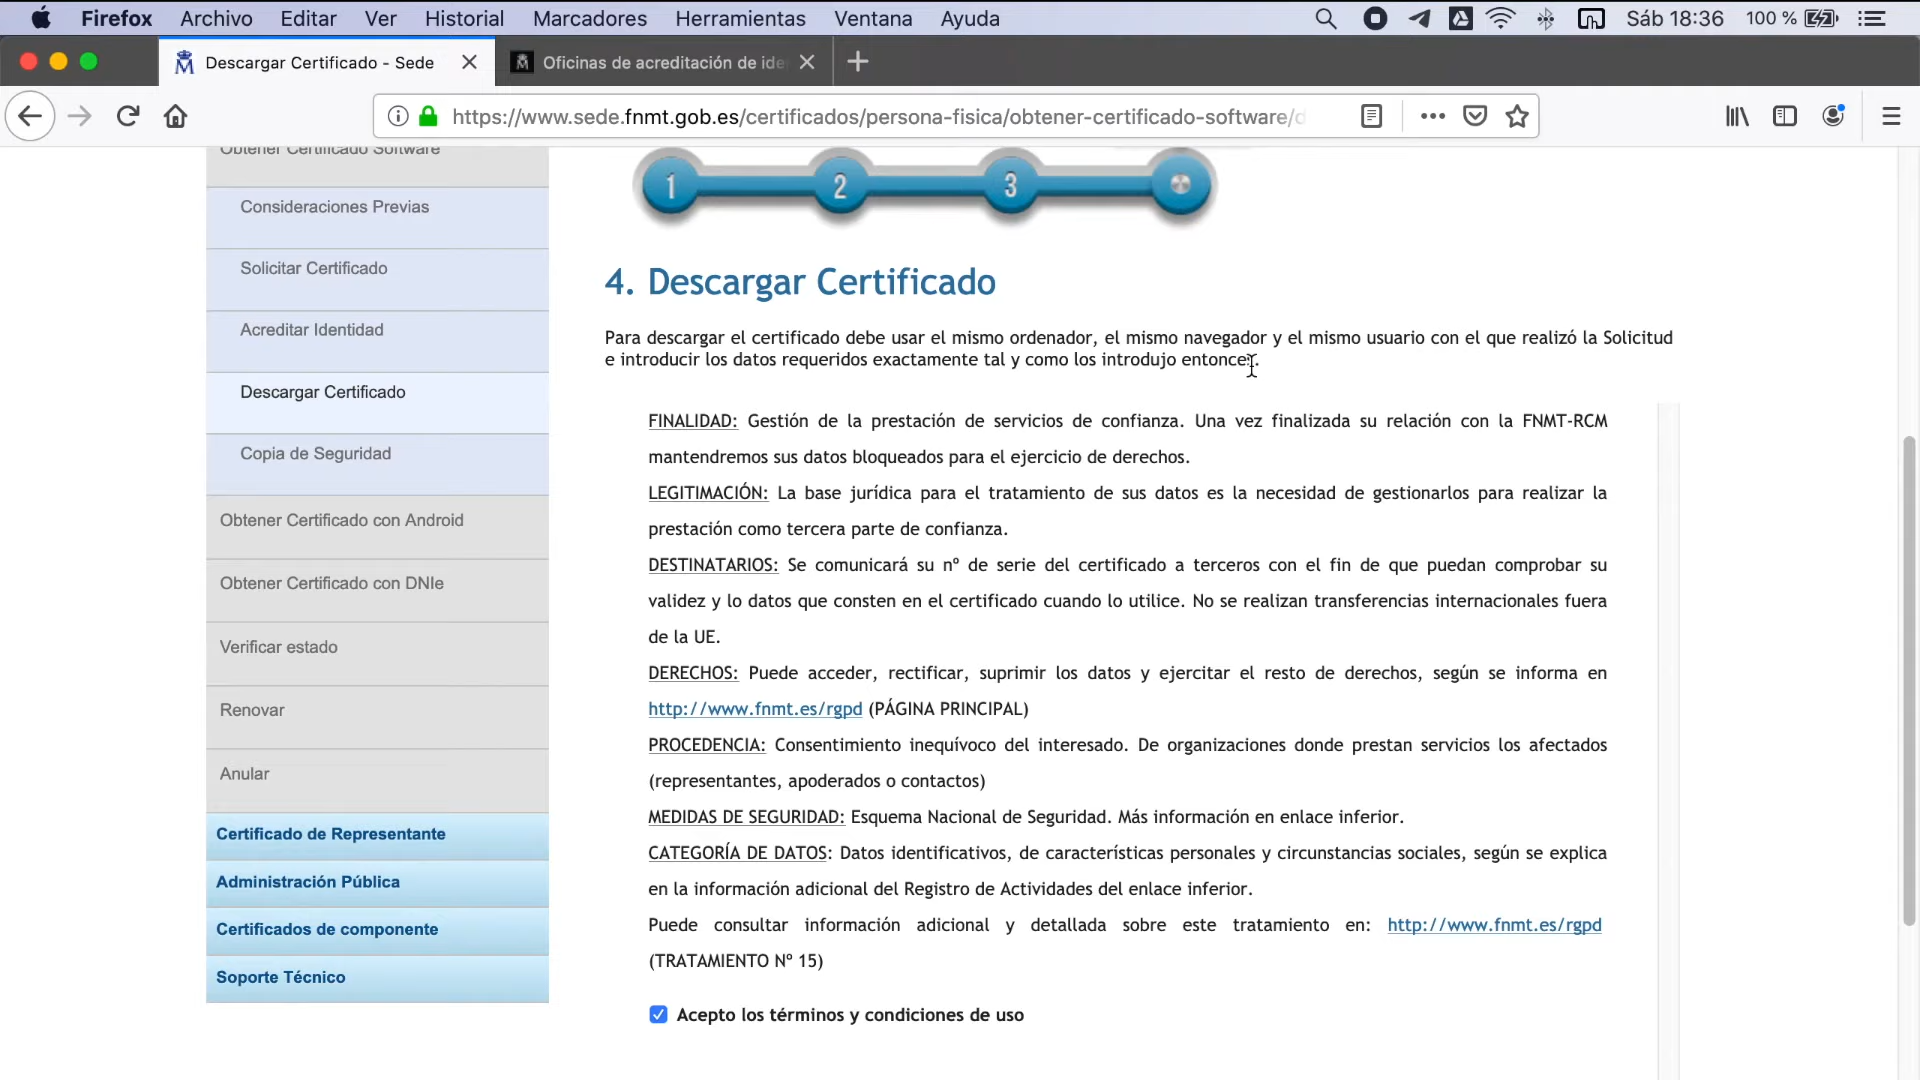 Firefox Archivo Editar Ver Historial Marcadores Herramientas Ventana Ayuda Sáb 18:36 100 %
Descargar Certificado - Sede
Oficinas de acreditación de ide
https://www.sede.fnmt.gob.es/certificados/persona-fisica/obtener-certificado-software/d
Obtener Certificado Software
Consideraciones Previas
Solicitar Certificado
Acreditar Identidad
Descargar Certificado
Copia de Seguridad
Obtener Certificado con Android
Obtener Certificado con DNIe
Verificar estado
Renovar
Anular
Certificado de Representante
Administración Pública
Certificados de componente
Soporte Técnico
1 2 3
4. Descargar Certificado
Para descargar el certificado debe usar el mismo ordenador, el mismo navegador y el mismo usuario con el que realizó la Solicitud
e introducir los datos requeridos exactamente tal y como los introdujo entonces.
FINALIDAD: Gestión de la prestación de servicios de confianza. Una vez finalizada su relación con la FNMT-RCM
mantendremos sus datos bloqueados para el ejercicio de derechos.
LEGITIMACIÓN: La base jurídica para el tratamiento de sus datos es la necesidad de gestionarlos para realizar la
prestación como tercera parte de confianza.
DESTINATARIOS: Se comunicará su nº de serie del certificado a terceros con el fin de que puedan comprobar su
validez y lo datos que consten en el certificado cuando lo utilice. No se realizan transferencias internacionales fuera
de la UE.
DERECHOS: Puede acceder, rectificar, suprimir los datos y ejercitar el resto de derechos, según se informa en
http://www.fnmt.es/rgpd (PÁGINA PRINCIPAL)
PROCEDENCIA: Consentimiento inequívoco del interesado. De organizaciones donde prestan servicios los afectados
(representantes, apoderados o contactos)
MEDIDAS DE SEGURIDAD: Esquema Nacional de Seguridad. Más información en enlace inferior.
CATEGORÍA DE DATOS: Datos identificativos, de características personales y circunstancias sociales, según se explica
en la información adicional del Registro de Actividades del enlace inferior.
Puede consultar información adicional y detallada sobre este tratamiento en: http://www.fnmt.es/rgpd
(TRATAMIENTO Nº 15)
Acepto los términos y condiciones de uso